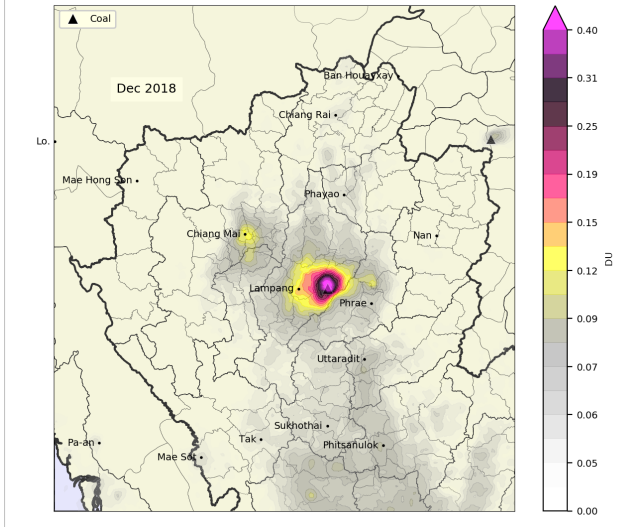 Coal
Dec 2018
Ban Houayxay
Chiang Rai
Lo.
Mae Hong Son
Phayao
Chiang Mai
Nan
Lampang
Phrae
Uttaradit
Sukhothai
Tak
Phitsanulok
Pa-an
Mae Sot
0.40
0.31
0.25
0.19
0.15
0.12
0.09
0.07
0.06
0.05
0.00
DU